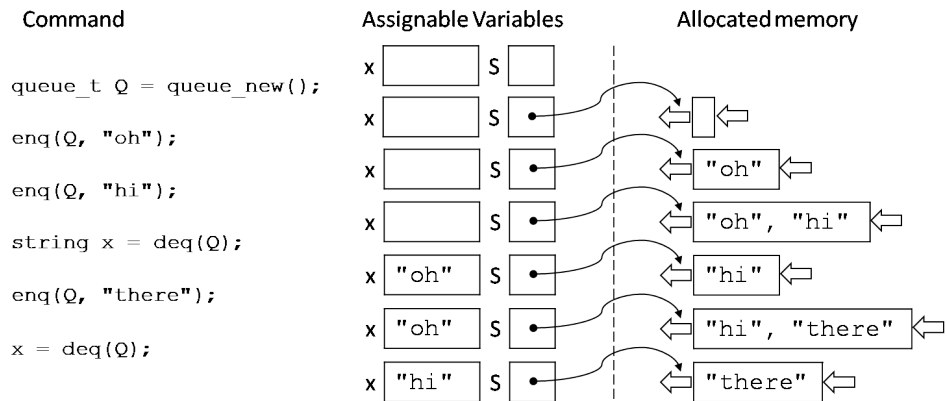 Command Assignable Variables Allocated memory
x S
queue_t Q = queue_new();
x S
enq(Q, "oh");
x S "oh"
enq(Q, "hi");
x S "oh", "hi"
string x = deq(Q);
x "oh" S "hi"
enq(Q, "there");
x "oh" S "hi", "there"
x = deq(Q);
x "hi" S "there"